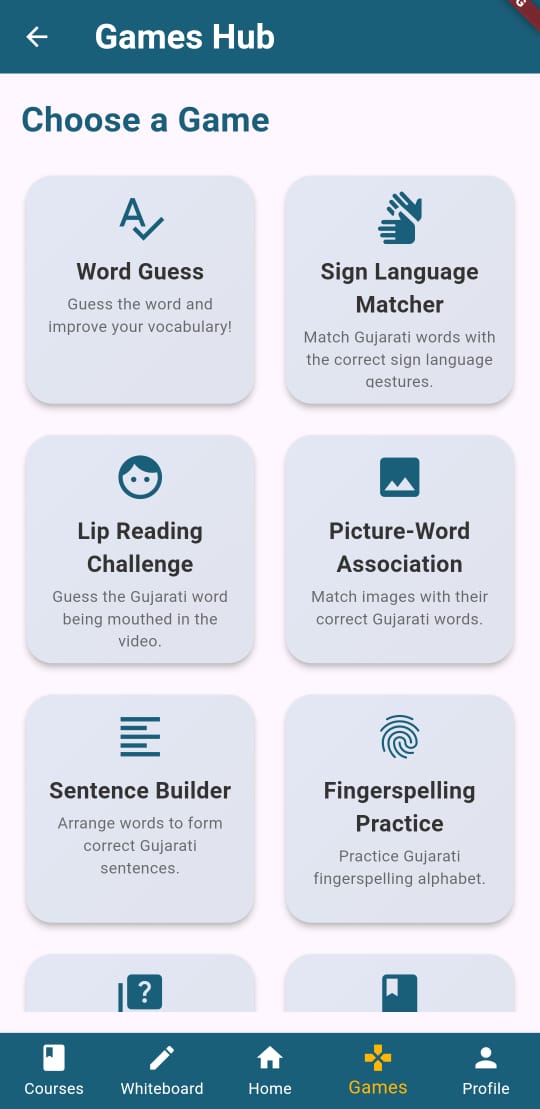 Games Hub
Choose a Game
Word Guess
Guess the word and
improve your vocabulary!
Sign Language
Matcher
Match Gujarati words with
the correct sign language
gestures.
Lip Reading
Challenge
Guess the Gujarati word
being mouthed in the
video.
Picture-Word
Association
Match images with their
correct Gujarati words.
Sentence Builder
Arrange words to form
correct Gujarati
sentences.
Fingerspelling
Practice
Practice Gujarati
fingerspelling alphabet.
?
Courses
Whiteboard
Home
Games
Profile